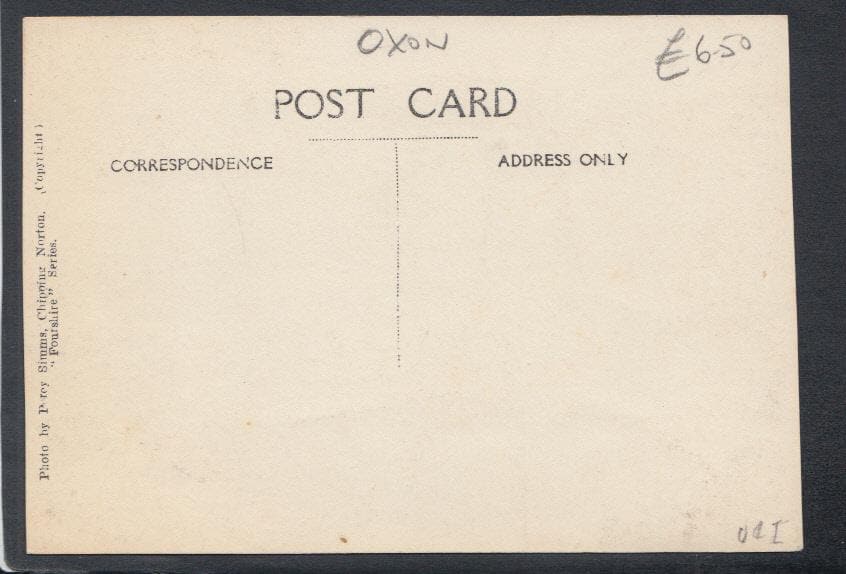 OXON
£6-50
POST CARD
CORRESPONDENCE
ADDRESS ONLY
Photo by Percy Simms, Chipping Norton. (Copyright)
"Fourshire" Series.